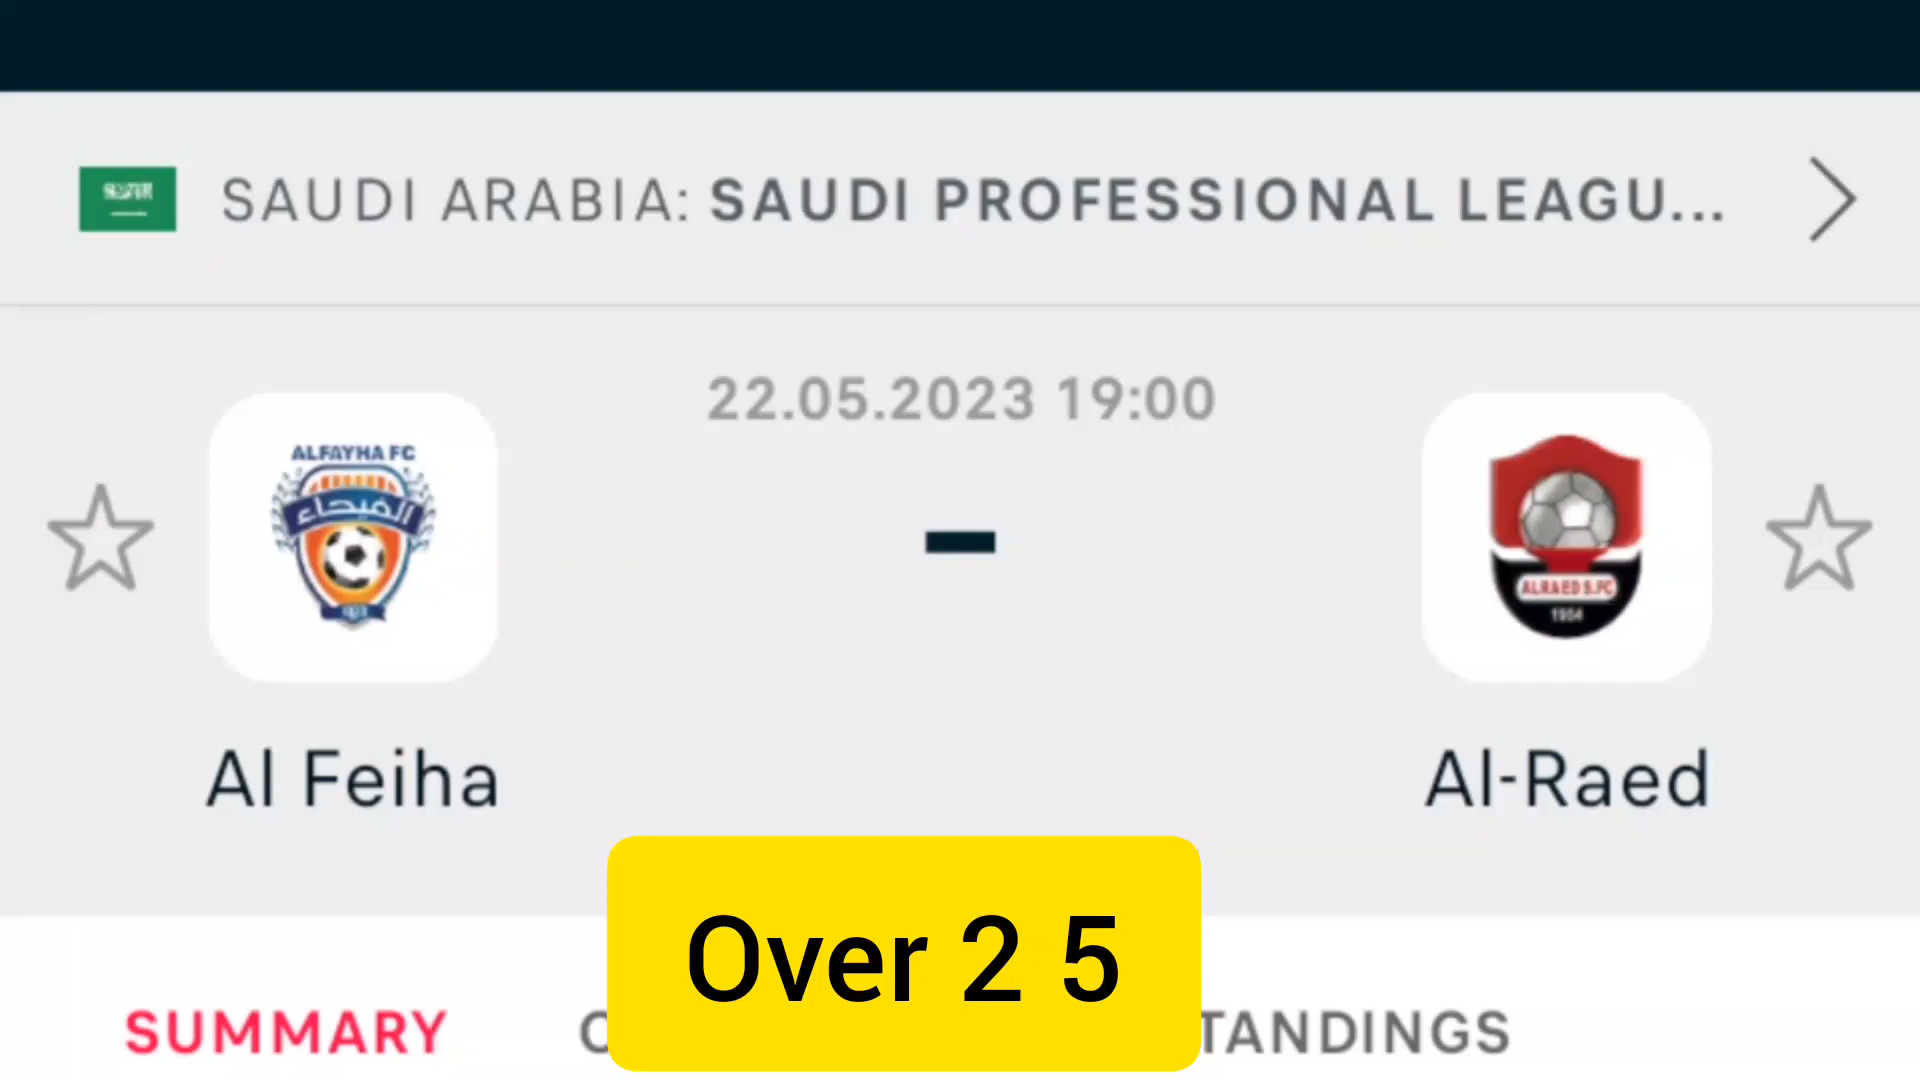 SAUDI ARABIA: SAUDI PROFESSIONAL LEAGU...
22.05.2023 19:00
ALFAYHA FC
الفيحاء
ALRAED S.FC
1954
Al Feiha
Al-Raed
Over 2 5
SUMMARY
TANDINGS